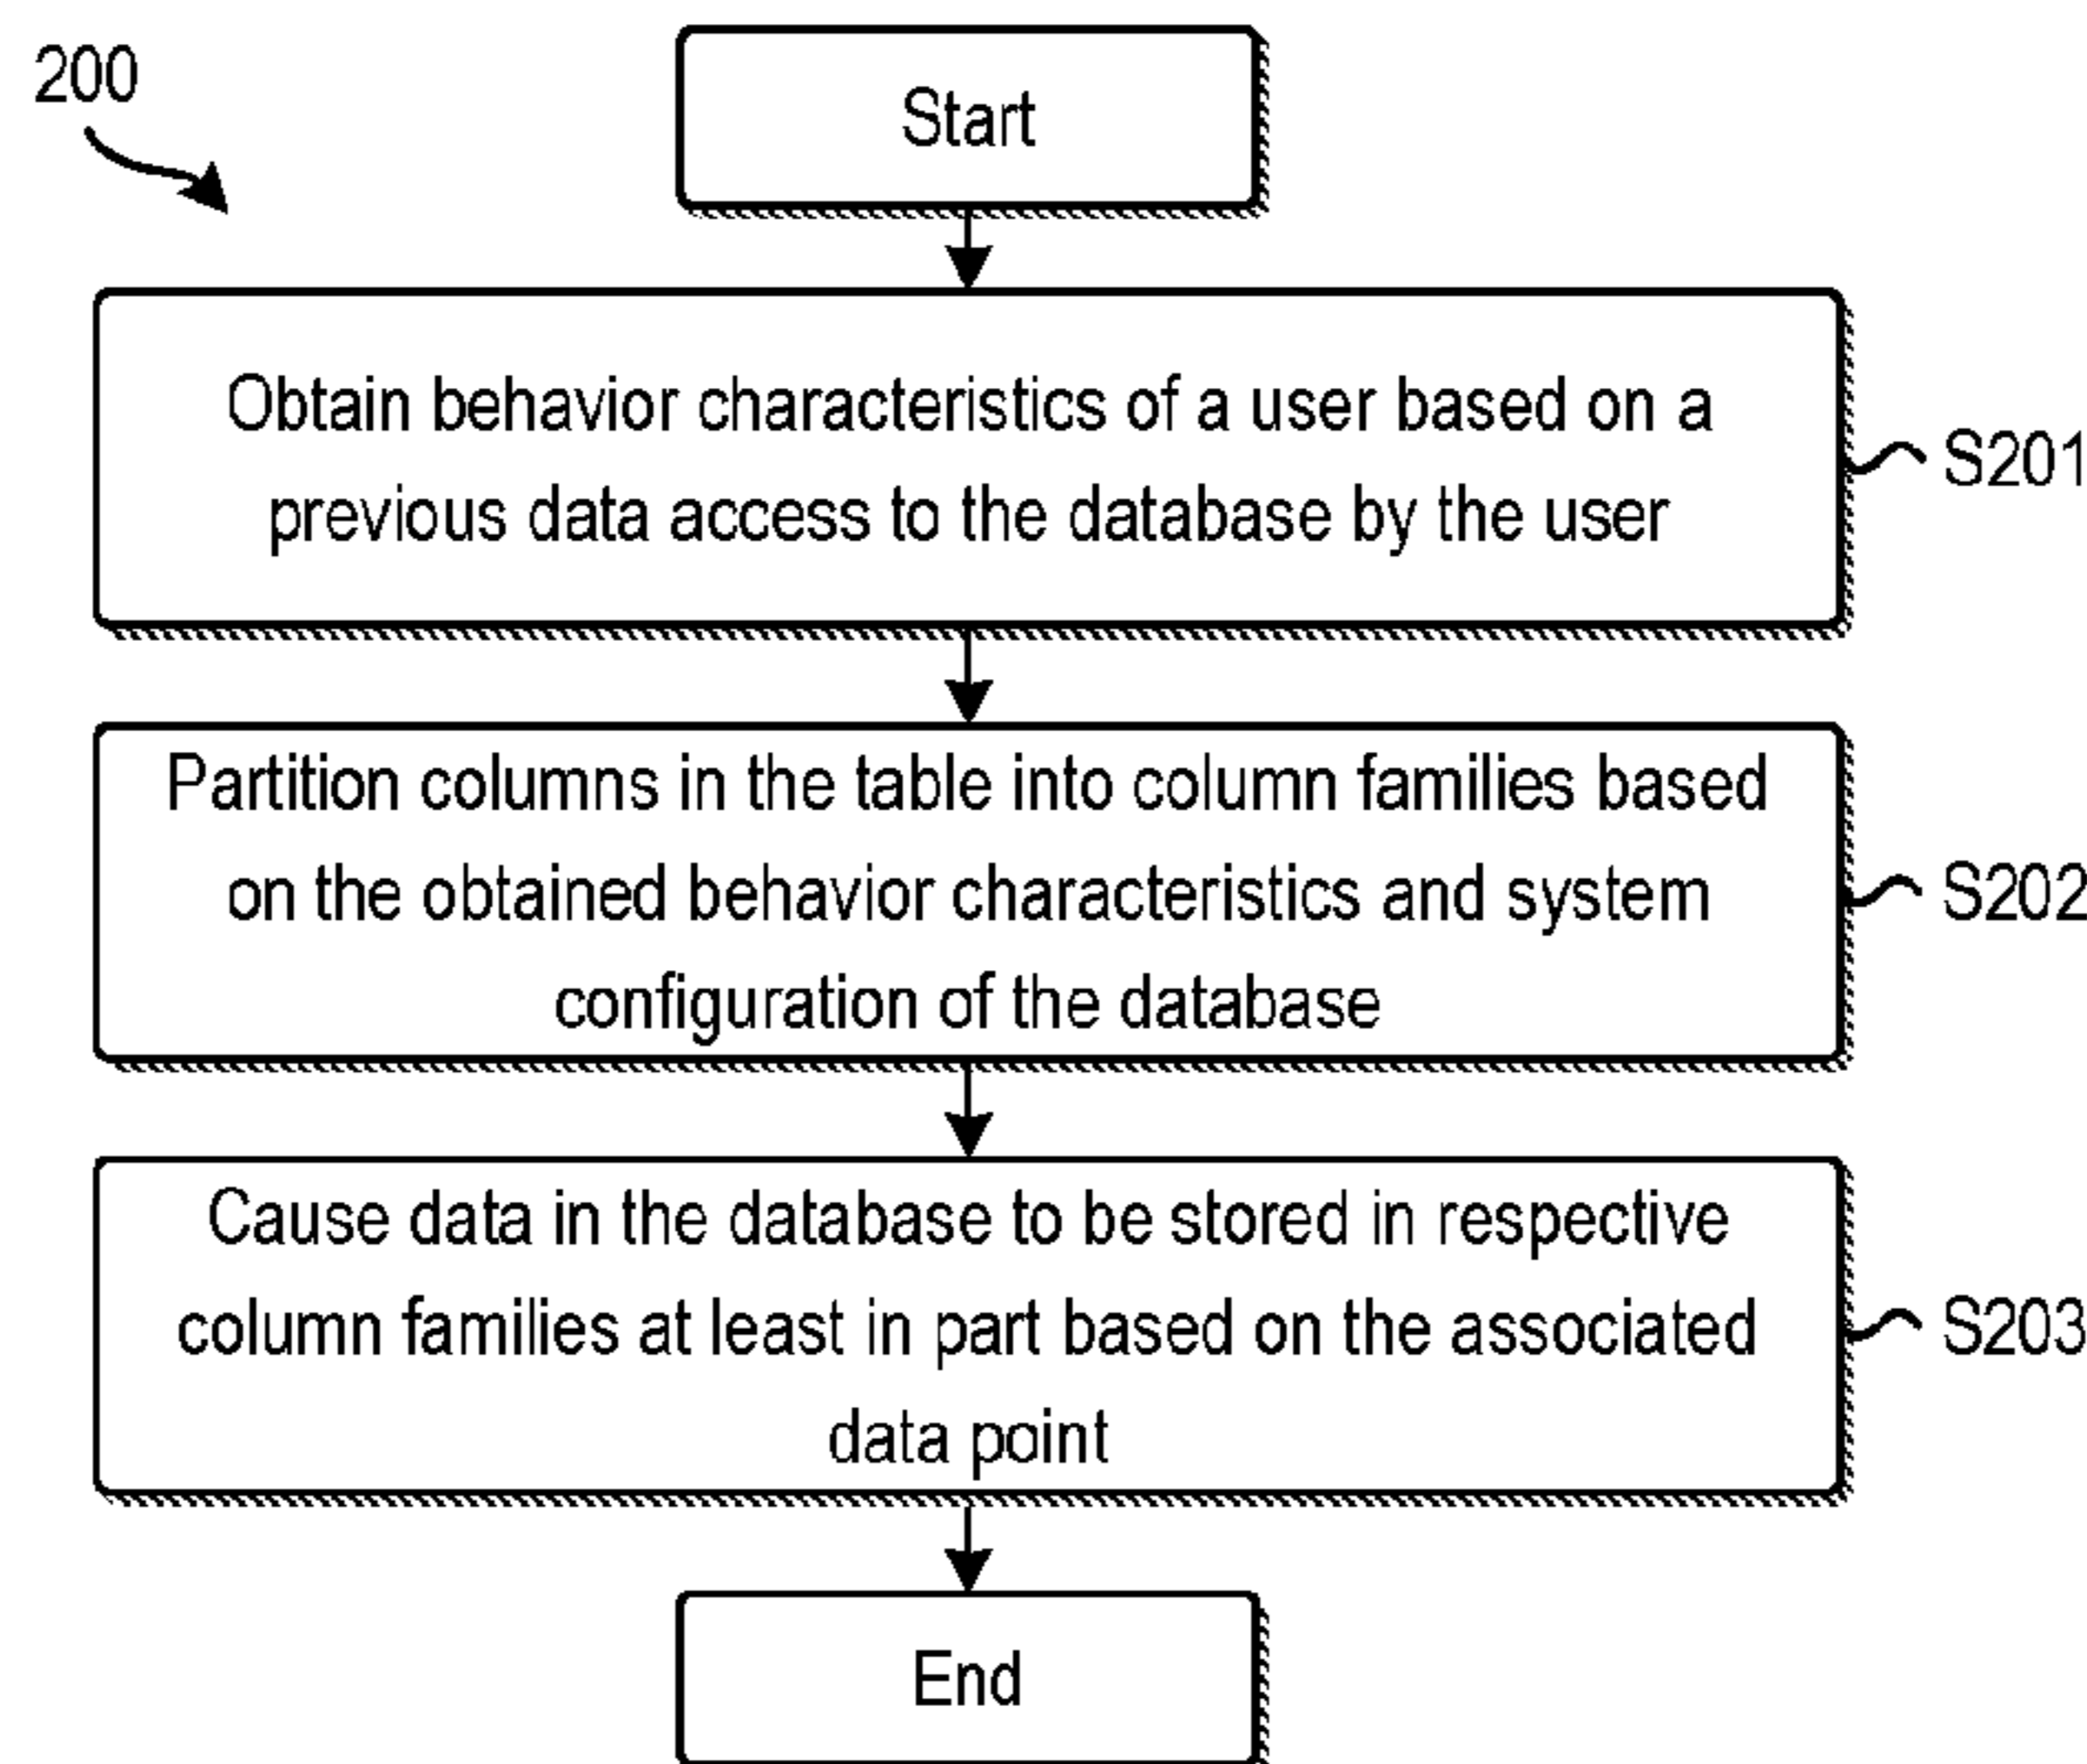 200
Start
Obtain behavior characteristics of a user based on a
previous data access to the database by the user
S201
Partition columns in the table into column families based
on the obtained behavior characteristics and system
configuration of the database
S202
Cause data in the database to be stored in respective
column families at least in part based on the associated
data point
S203
End